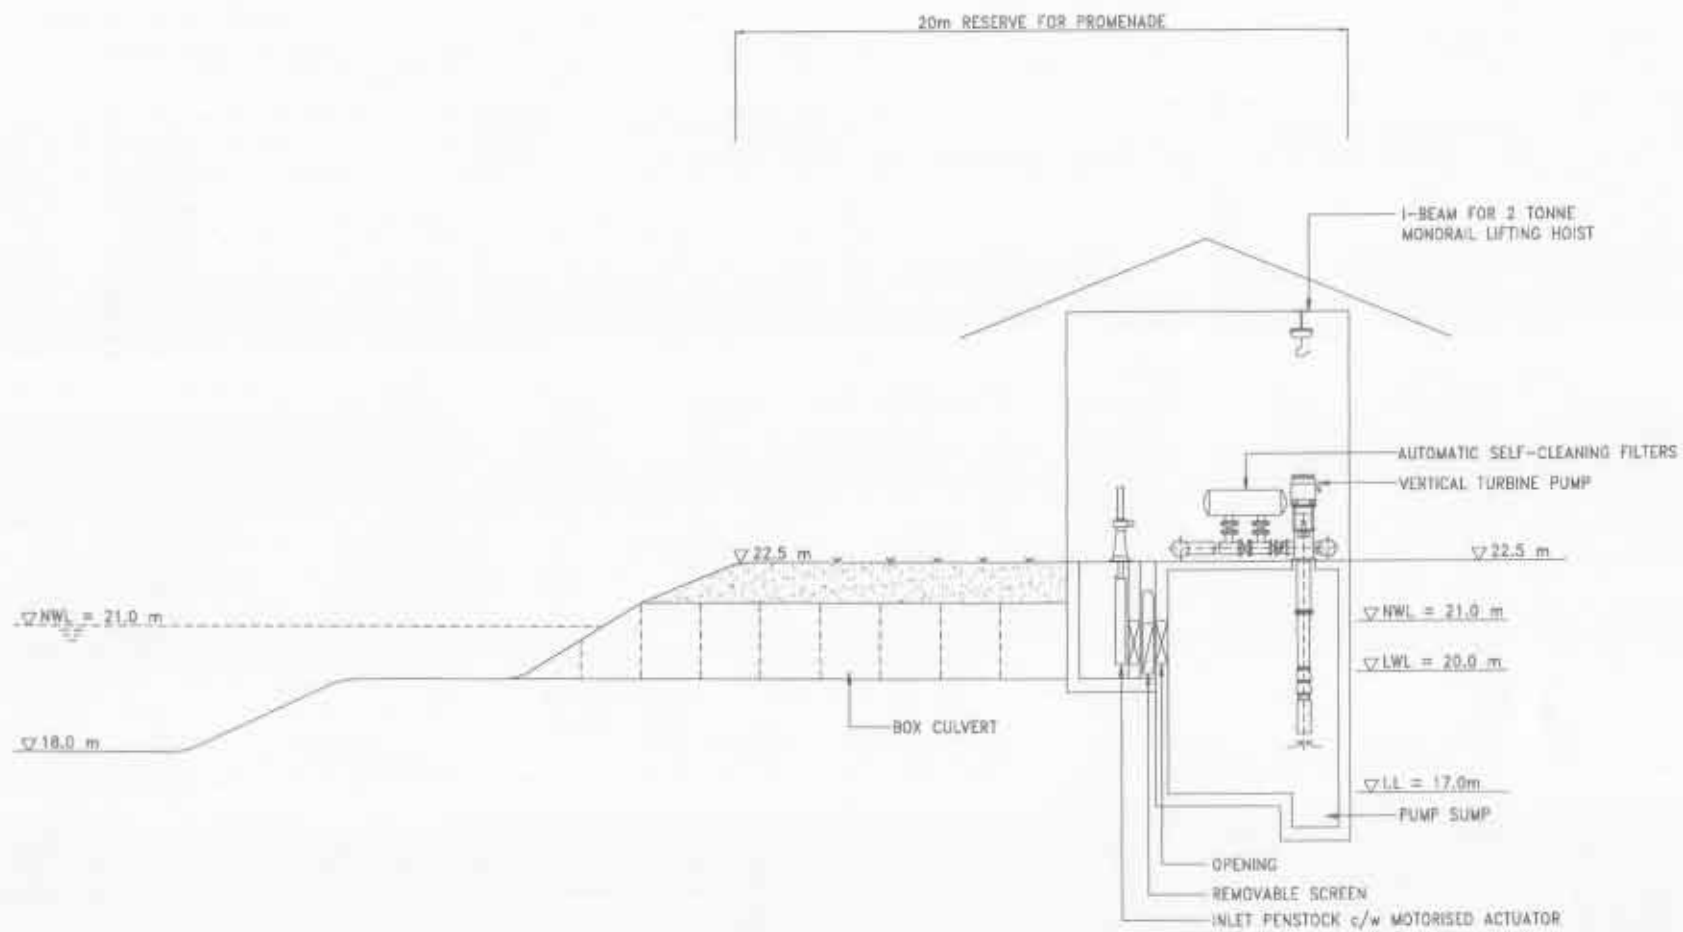 20m RESERVE FOR PROMENADE
I-BEAM FOR 2 TONNE
MONORAIL LIFTING HOIST
AUTOMATIC SELF-CLEANING FILTERS
VERTICAL TURBINE PUMP
22.5 m
22.5 m
NWL = 21.0 m
NWL = 21.0 m
LWL = 20.0 m
BOX CULVERT
18.0 m
I.L = 17.0m
PUMP SUMP
OPENING
REMOVABLE SCREEN
INLET PENSTOCK c/w MOTORISED ACTUATOR